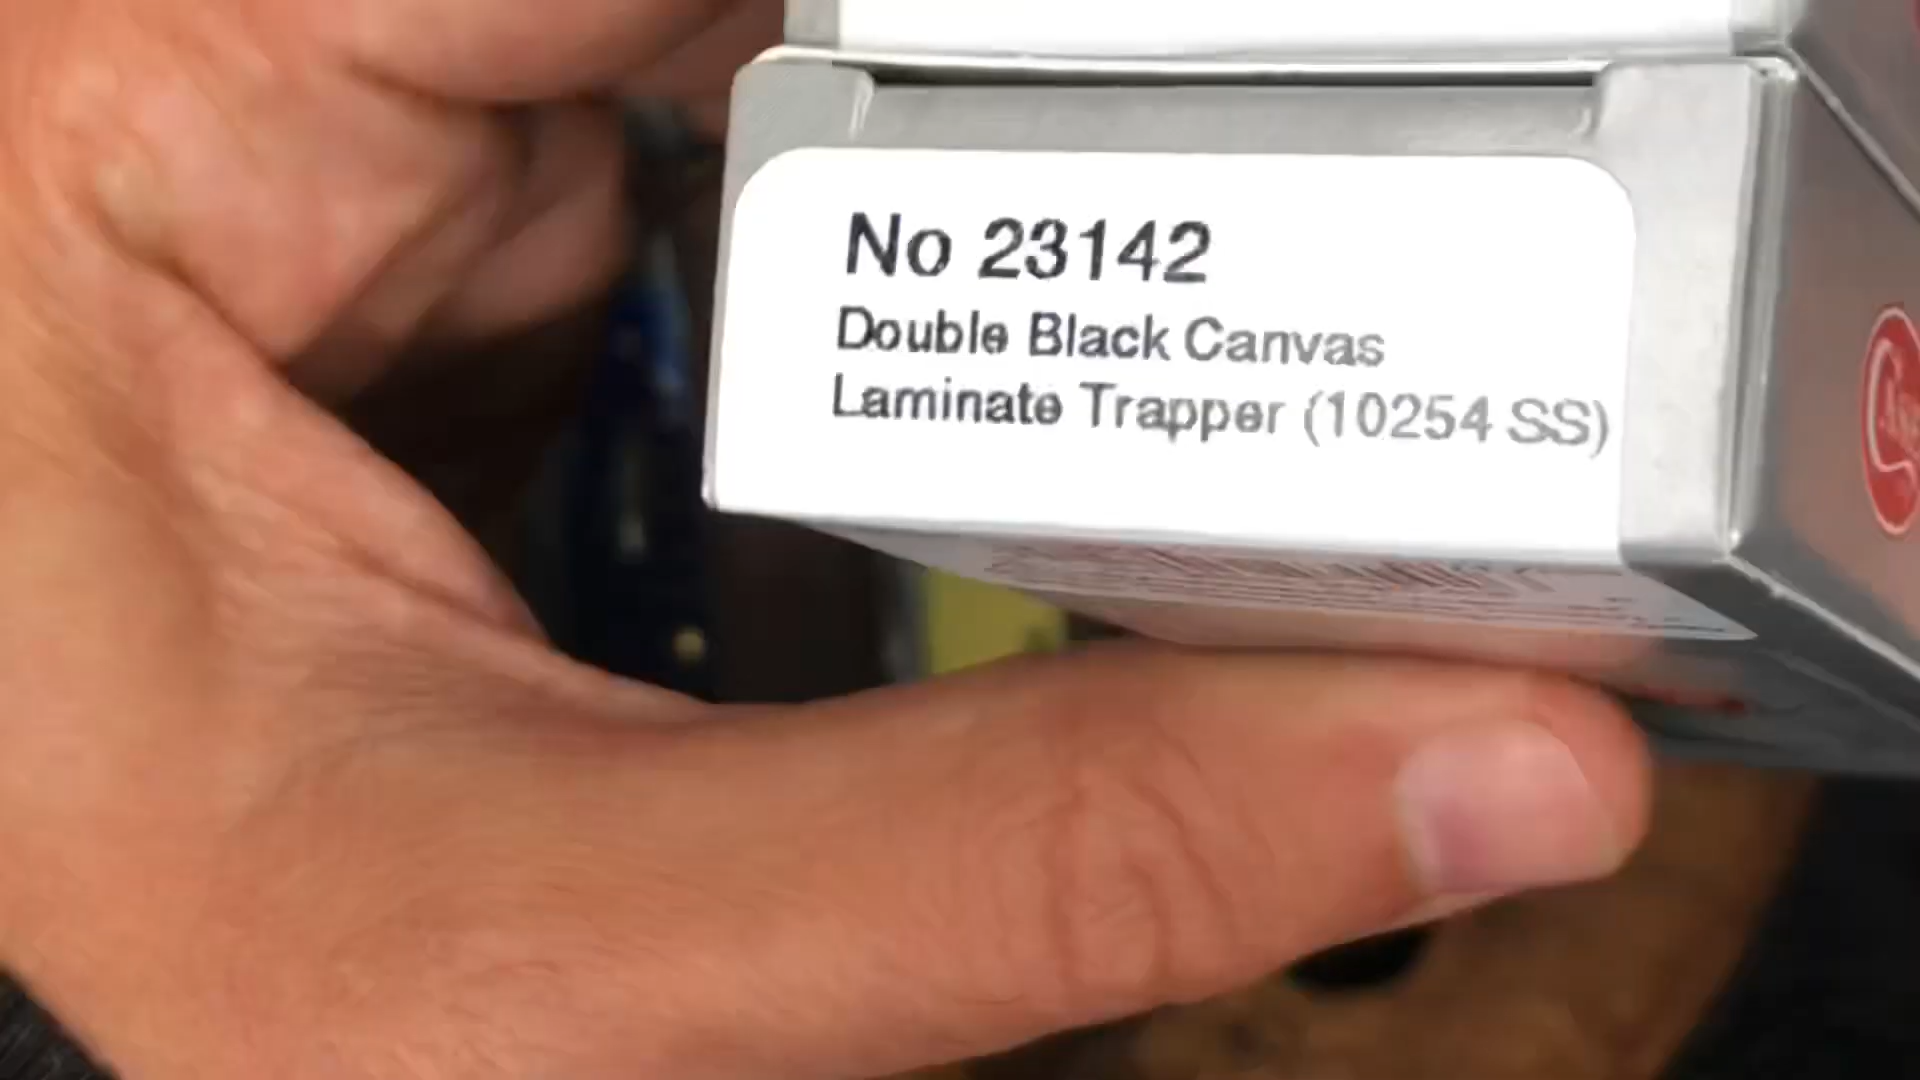 No 23142
Double Black Canvas
Laminate Trapper (10254 SS)